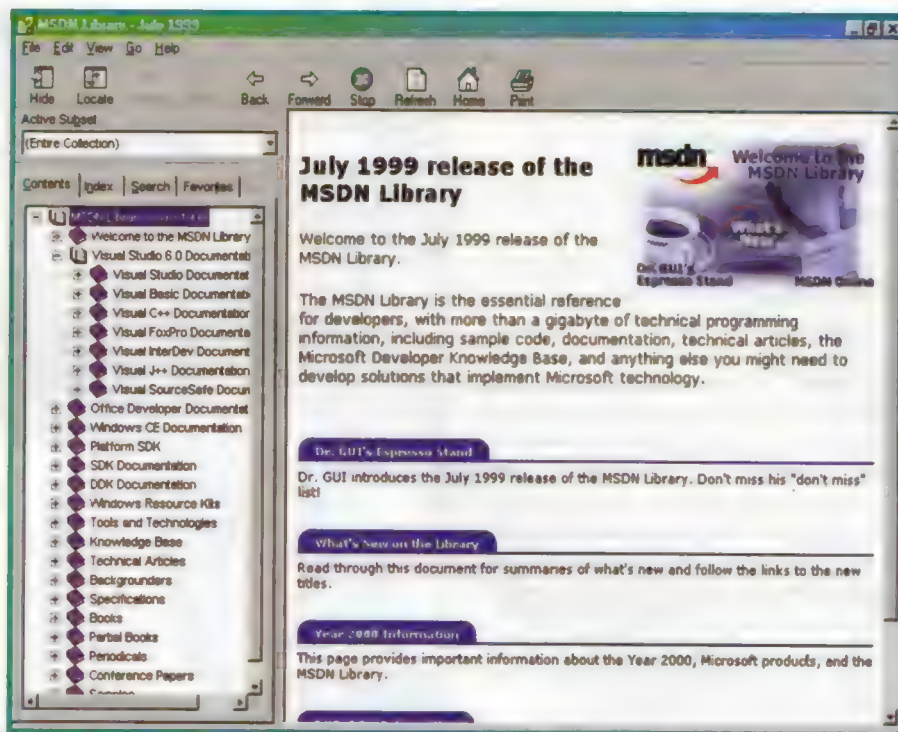 MSDN Library - July 1999
File Edit View Go Help
Hide Locate Back Forward Stop Refresh Home Print
Active Subset
(Entire Collection)
Contents Index Search Favorites
MSDN Library
Welcome to the MSDN Library
Visual Studio 6.0 Documentati
Visual Studio Documentat
Visual Basic Documentati
Visual C++ Documentation
Visual FoxPro Documenta
Visual InterDev Document
Visual J++ Documentation
Visual SourceSafe Docun
Office Developer Documentat
Windows CE Documentation
Platform SDK
SDK Documentation
DDK Documentation
Windows Resource Kits
Tools and Technologies
Knowledge Base
Technical Articles
Backgrounders
Specifications
Books
Partial Books
Periodicals
Conference Papers
msdn Welcome to the
MSDN Library
What's
New
Dr. GUI's
Espresso Stand
MSDN Online
July 1999 release of the
MSDN Library
Welcome to the July 1999 release of the
MSDN Library.
The MSDN Library is the essential reference
for developers, with more than a gigabyte of technical programming
information, including sample code, documentation, technical articles, the
Microsoft Developer Knowledge Base, and anything else you might need to
develop solutions that implement Microsoft technology.
Dr. GUI's Espresso Stand
Dr. GUI introduces the July 1999 release of the MSDN Library. Don't miss his "don't miss"
list!
What's New on the Library
Read through this document for summaries of what's new and follow the links to the new
titles.
Year 2000 Information
This page provides important information about the Year 2000, Microsoft products, and the
MSDN Library.